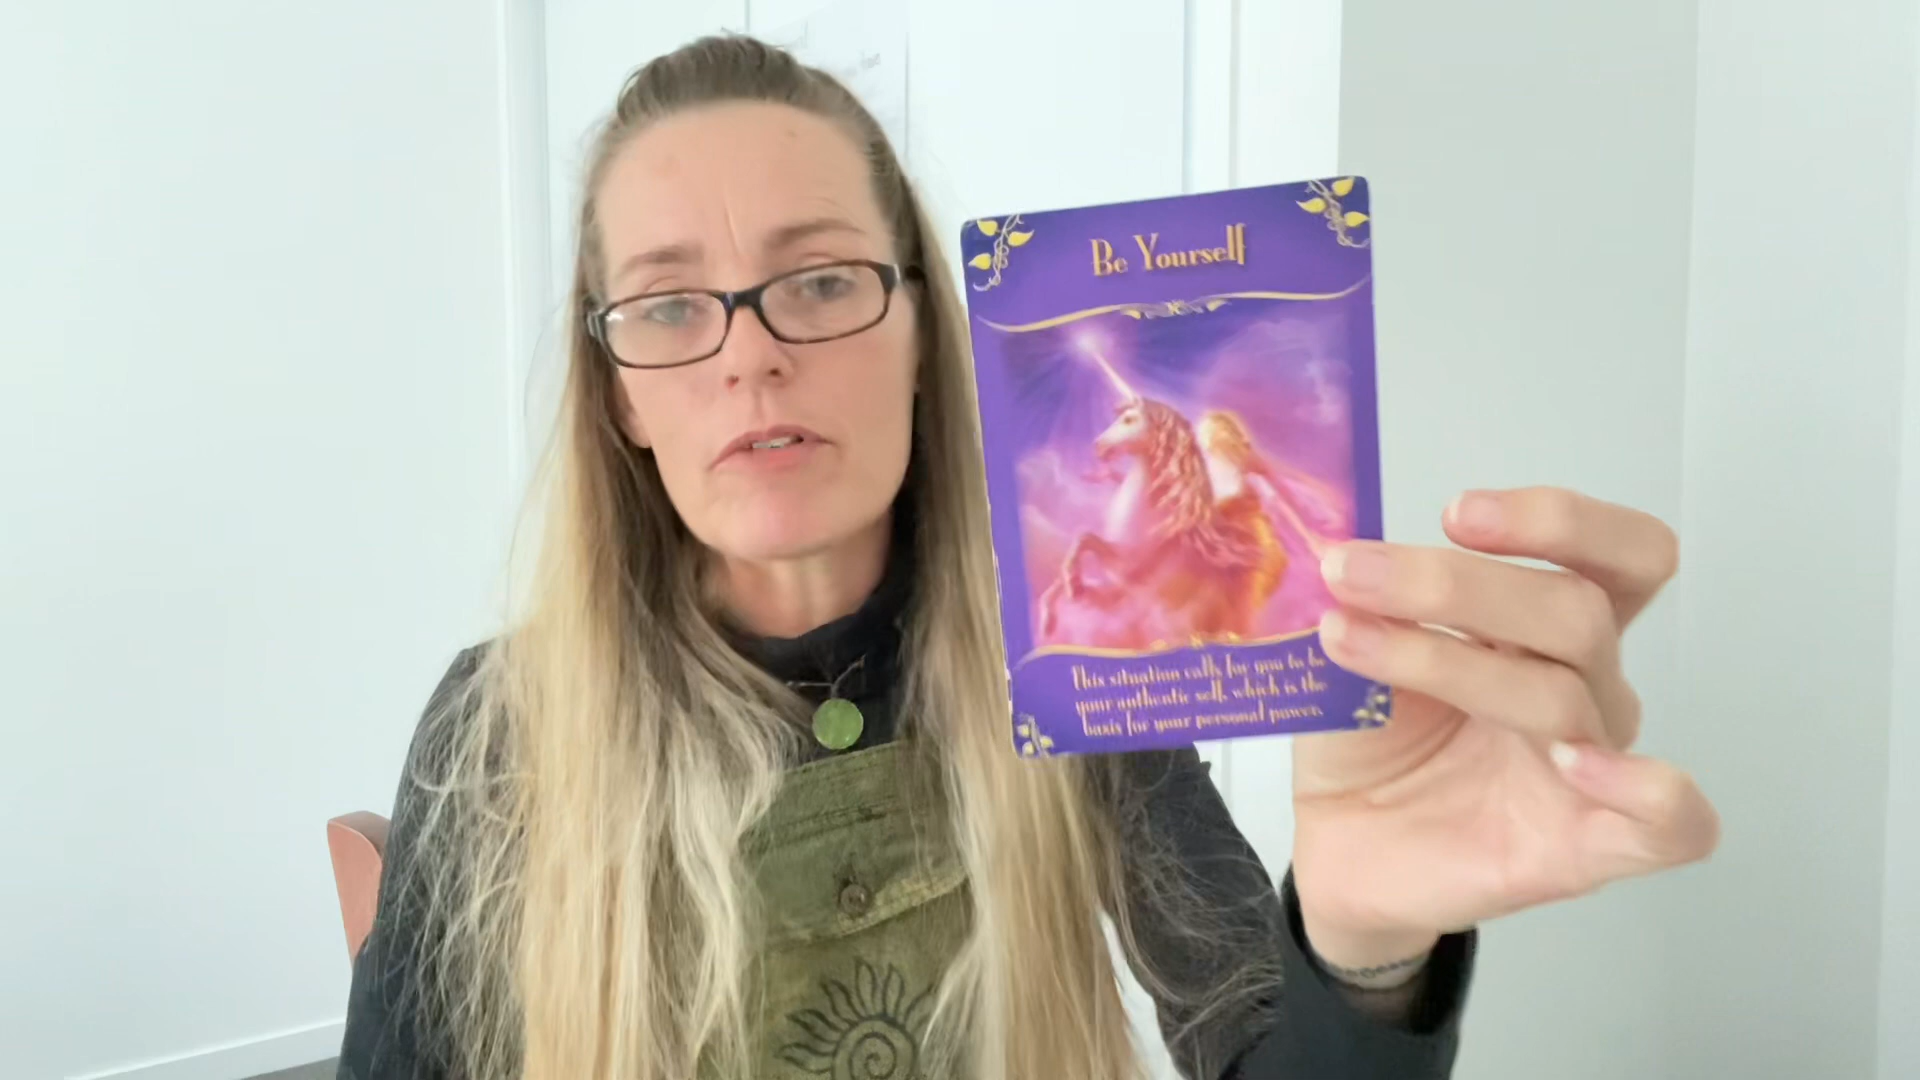 Be Yourself
This situation calls for you to be
your authentic self, which is the
basis for your personal power.